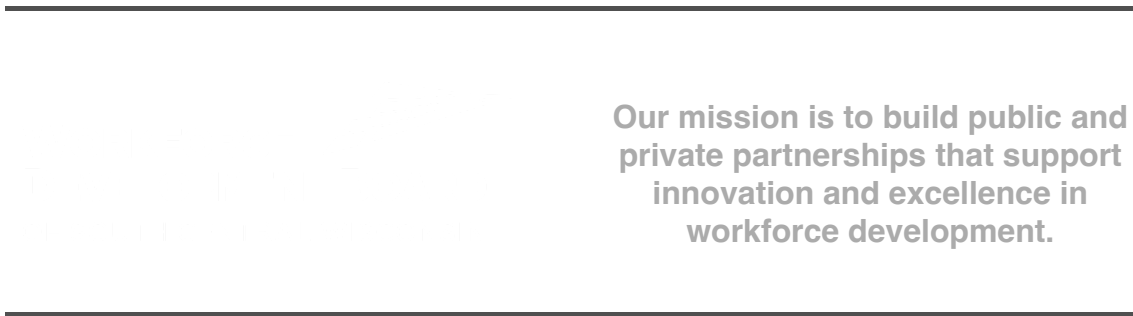 Our mission is to build public and
private partnerships that support
innovation and excellence in
workforce development.